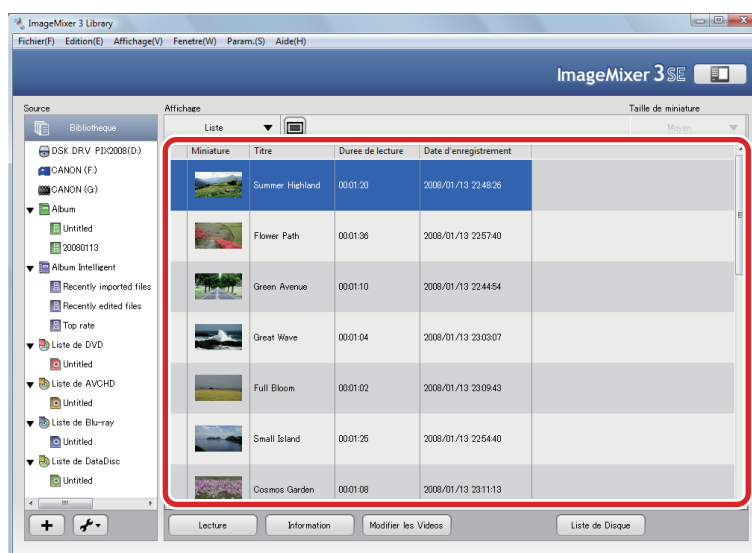 ImageMixer 3 Library
Fichier(F) Edition(E) Affichage(V) Fenetre(W) Param.(S) Aide(H)
ImageMixer 3 SE
Source Affichage Taille de miniature
Bibliotheque Liste Moyen
Miniature Titre Duree de lecture Date d'enregistrement
DSK DRV PIX2008(D:)
CANON (F:)
CANON (G:)
Album
Untitled
20080113
Album Intelligent
Recently imported files
Recently edited files
Top rate
Liste de DVD
Untitled
Liste de AVCHD
Untitled
Liste de Blu-ray
Untitled
Liste de DataDisc
Untitled
Summer Highland 00:01:20 2008/01/13 22:48:26
Flower Path 00:01:36 2008/01/13 22:57:40
Green Avenue 00:01:10 2008/01/13 22:44:54
Great Wave 00:01:04 2008/01/13 23:03:07
Full Bloom 00:01:02 2008/01/13 23:09:43
Small Island 00:01:25 2008/01/13 22:54:40
Cosmos Garden 00:01:08 2008/01/13 23:11:13
Lecture Information Modifier les Videos Liste de Disque